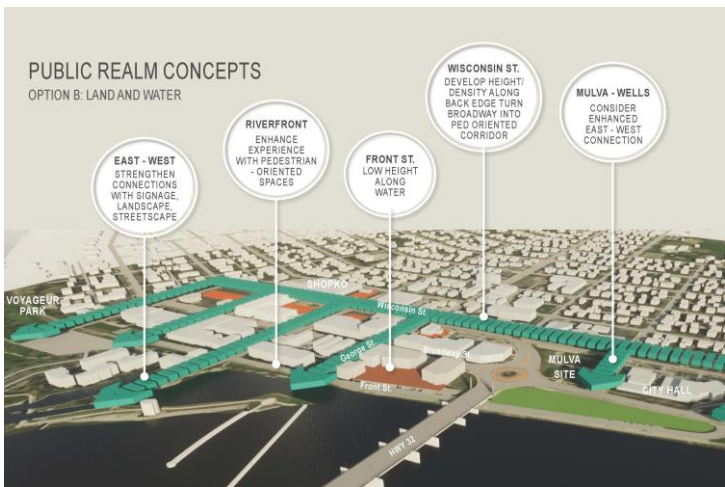 PUBLIC REALM CONCEPTS
OPTION B: LAND AND WATER
EAST - WEST
STRENGTHEN
CONNECTIONS
WITH SIGNAGE,
LANDSCAPE,
STREETSCAPE
RIVERFRONT
ENHANCE
EXPERIENCE
WITH PEDESTRIAN
- ORIENTED
SPACES
FRONT ST.
LOW HEIGHT
ALONG
WATER
WISCONSIN ST.
DEVELOP HEIGHT/
DENSITY ALONG
BACK EDGE TURN
BROADWAY INTO
PED ORIENTED
CORRIDOR
MULVA - WELLS
CONSIDER
ENHANCED
EAST - WEST
CONNECTION
VOYAGEUR
PARK
SHOPKO
Wisconsin St.
George St.
Broadway St.
Front St.
MULVA
SITE
CITY HALL
HWY 32